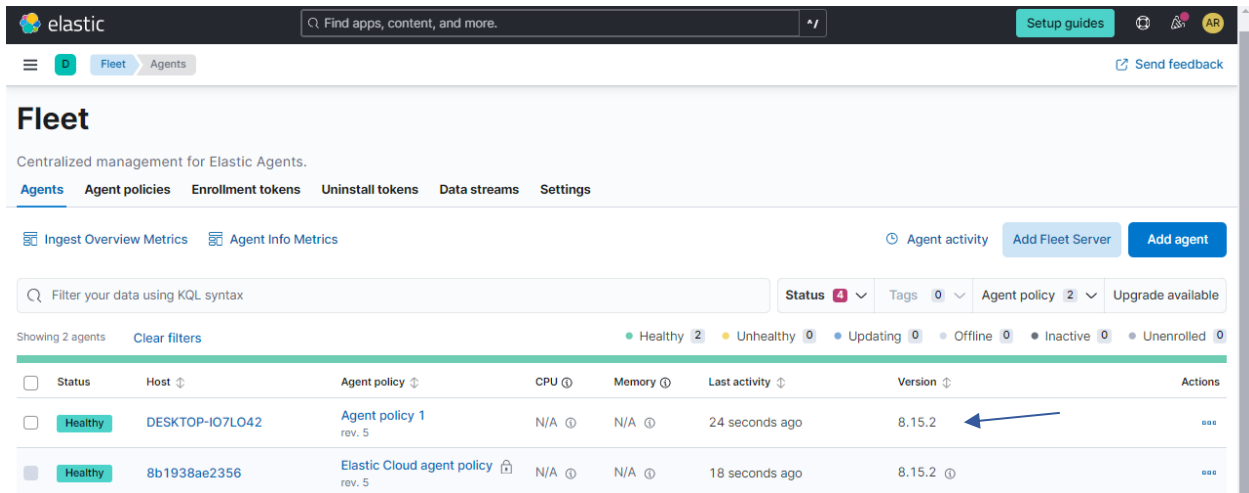 elastic
Find apps, content, and more.
^/
Setup guides
AR
D
Fleet
Agents
Send feedback
Fleet
Centralized management for Elastic Agents.
Agents Agent policies Enrollment tokens Uninstall tokens Data streams Settings
Ingest Overview Metrics Agent Info Metrics Agent activity Add Fleet Server Add agent
Filter your data using KQL syntax Status 4 Tags 0 Agent policy 2 Upgrade available
Showing 2 agents Clear filters Healthy 2 Unhealthy 0 Updating 0 Offline 0 Inactive 0 Unenrolled 0
Status Host Agent policy CPU Memory Last activity Version Actions
Healthy DESKTOP-IO7LO42 Agent policy 1 N/A N/A 24 seconds ago 8.15.2
rev. 5
Healthy 8b1938ae2356 Elastic Cloud agent policy N/A N/A 18 seconds ago 8.15.2
rev. 5